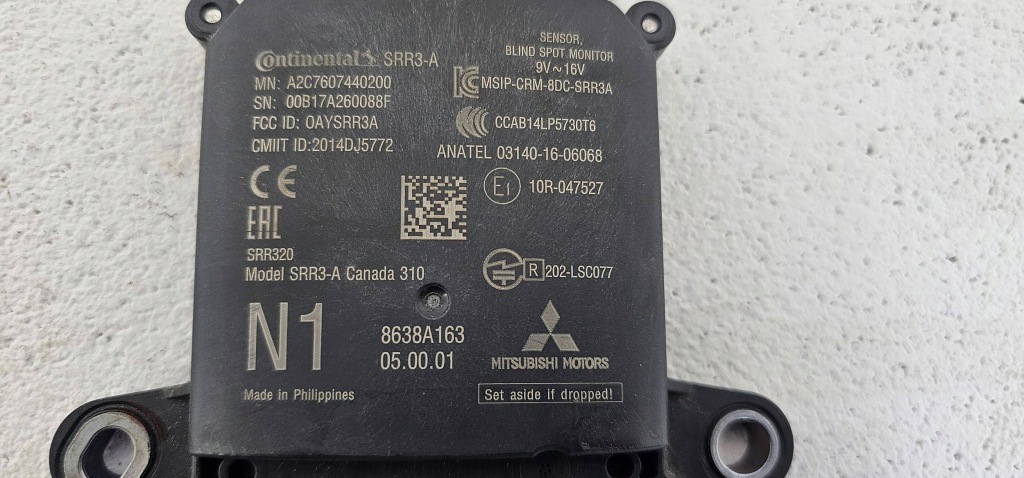 Continental SRR3-A
MN: A2C7607440200
SN: 00B17A260088F
FCC ID: OAYSRR3A
CMIIT ID:2014DJ5772
CE
EAC
SRR320
Model SRR3-A Canada 310
N1
Made in Philippines
SENSOR,
BLIND SPOT MONITOR
9V~16V
MSIP-CRM-8DC-SRR3A
CCC CCAB14LP5730T6
ANATEL 03140-16-06068
E1 10R-047527
R 202-LSC077
8638A163
05.00.01
MITSUBISHI MOTORS
Set aside if dropped!